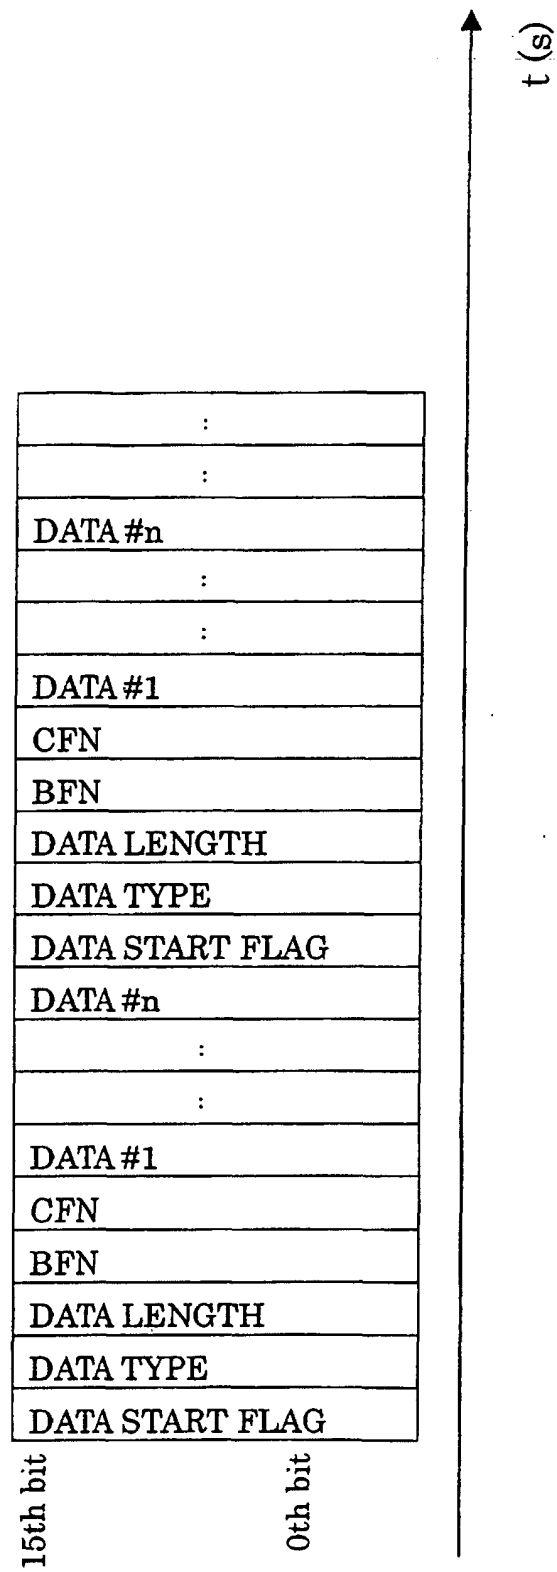 t (s)
:
:
DATA #n
:
:
DATA #1
CFN
BFN
DATA LENGTH
DATA TYPE
DATA START FLAG
DATA #n
:
:
DATA #1
CFN
BFN
DATA LENGTH
DATA TYPE
DATA START FLAG
15th bit
0th bit